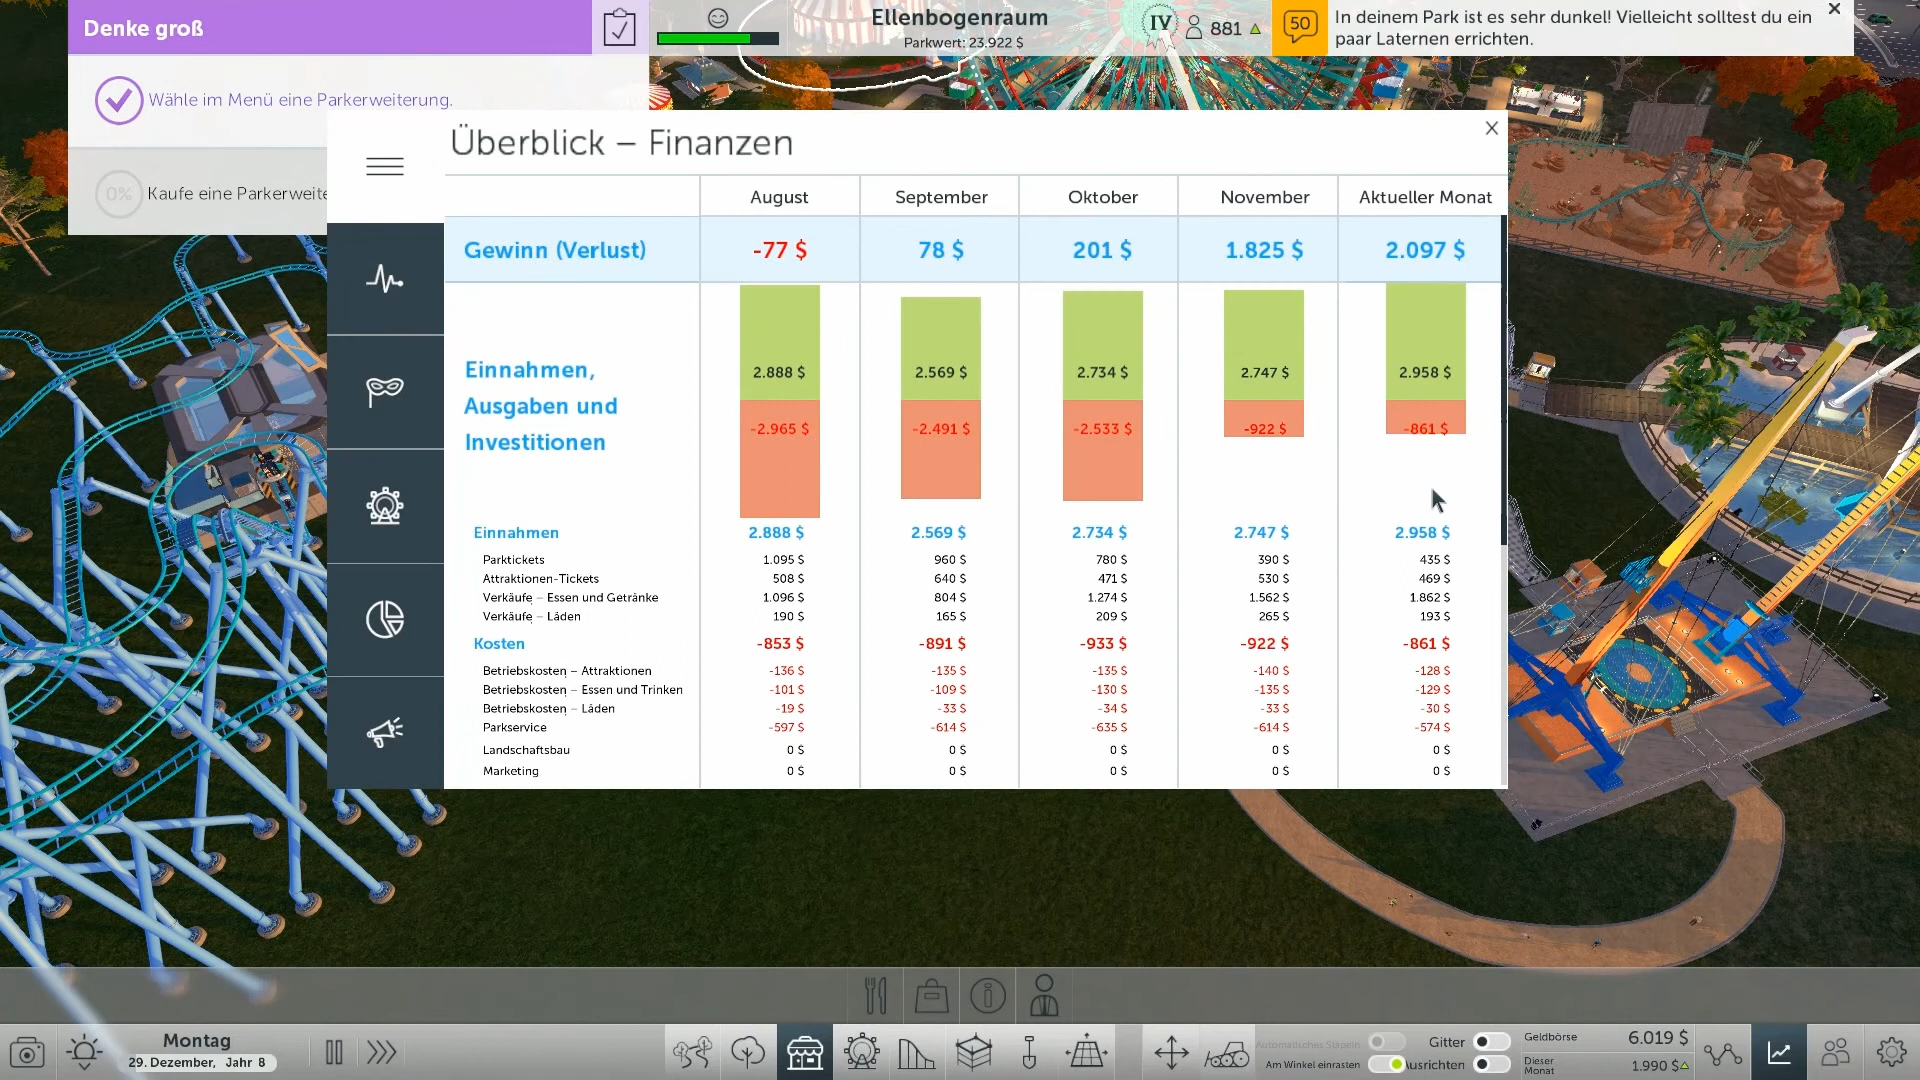 Denke groß
Wähle im Menü eine Parkerweiterung.
0% Kaufe eine Parkerweite
Ellenbogenraum
Parkwert: 23.922 $
IV 881
50
In deinem Park ist es sehr dunkel! Vielleicht solltest du ein
paar Laternen errichten.
Überblick – Finanzen
August September Oktober November Aktueller Monat
Gewinn (Verlust) -77 $ 78 $ 201 $ 1.825 $ 2.097 $
Einnahmen,
Ausgaben und
Investitionen
2.888 $ 2.569 $ 2.734 $ 2.747 $ 2.958 $
-2.965 $ -2.491 $ -2.533 $ -922 $ -861 $
Einnahmen 2.888 $ 2.569 $ 2.734 $ 2.747 $ 2.958 $
Parktickets 1.095 $ 960 $ 780 $ 390 $ 435 $
Attraktionen-Tickets 508 $ 640 $ 471 $ 530 $ 469 $
Verkäufe – Essen und Getränke 1.096 $ 804 $ 1.274 $ 1.562 $ 1.862 $
Verkäufe – Läden 190 $ 165 $ 209 $ 265 $ 193 $
Kosten -853 $ -891 $ -933 $ -922 $ -861 $
Betriebskosten – Attraktionen -136 $ -135 $ -135 $ -140 $ -128 $
Betriebskosten – Essen und Trinken -101 $ -109 $ -130 $ -135 $ -129 $
Betriebskosten – Läden -19 $ -33 $ -34 $ -33 $ -30 $
Parkservice -597 $ -614 $ -635 $ -614 $ -574 $
Landschaftsbau 0 $ 0 $ 0 $ 0 $ 0 $
Marketing 0 $ 0 $ 0 $ 0 $ 0 $
Montag
29. Dezember, Jahr 8
Automatisches Stapeln
Gitter
Am Winkel einrasten
Ausrichten
Geldbörse 6.019 $
Dieser
Monat 1.990 $